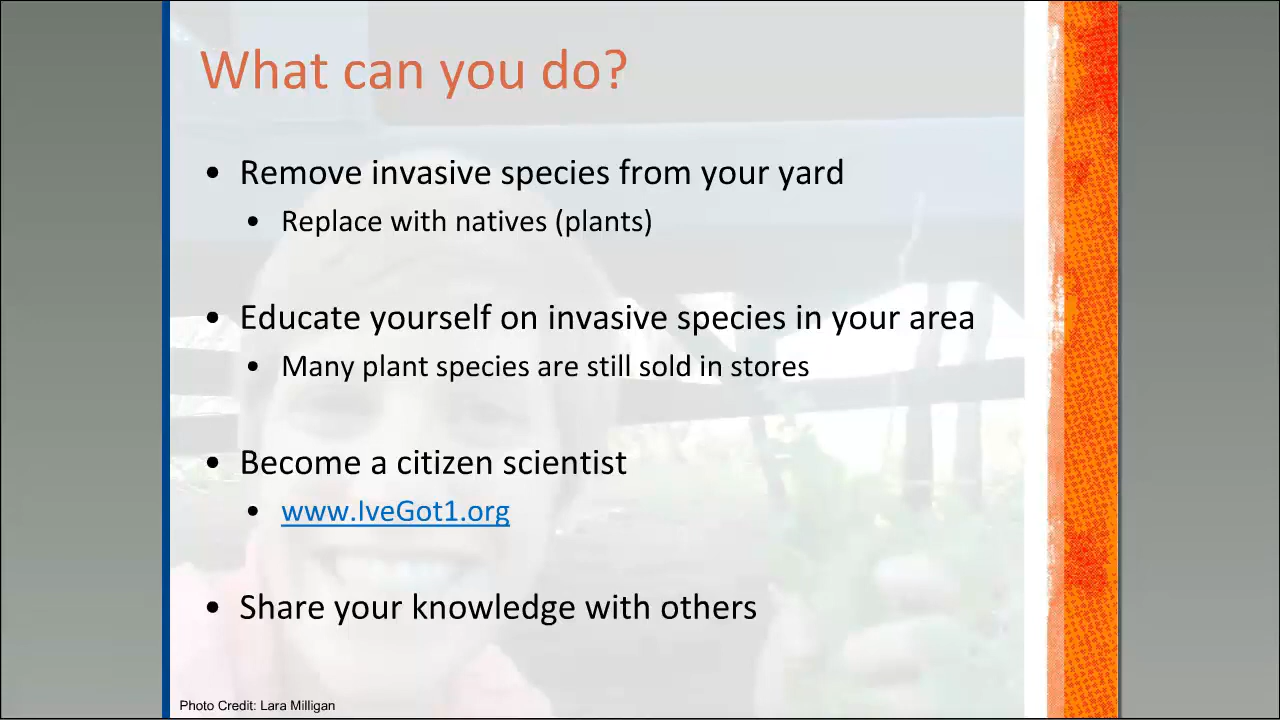 What can you do?
• Remove invasive species from your yard
• Replace with natives (plants)
• Educate yourself on invasive species in your area
• Many plant species are still sold in stores
• Become a citizen scientist
• www.IveGot1.org
• Share your knowledge with others
Photo Credit: Lara Milligan